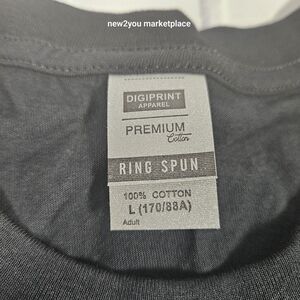 new2you marketplace
DIGIPRINT
APPAREL
PREMIUM
Cotton
RING SPUN
100% COTTON
L (170/88A)
Adult